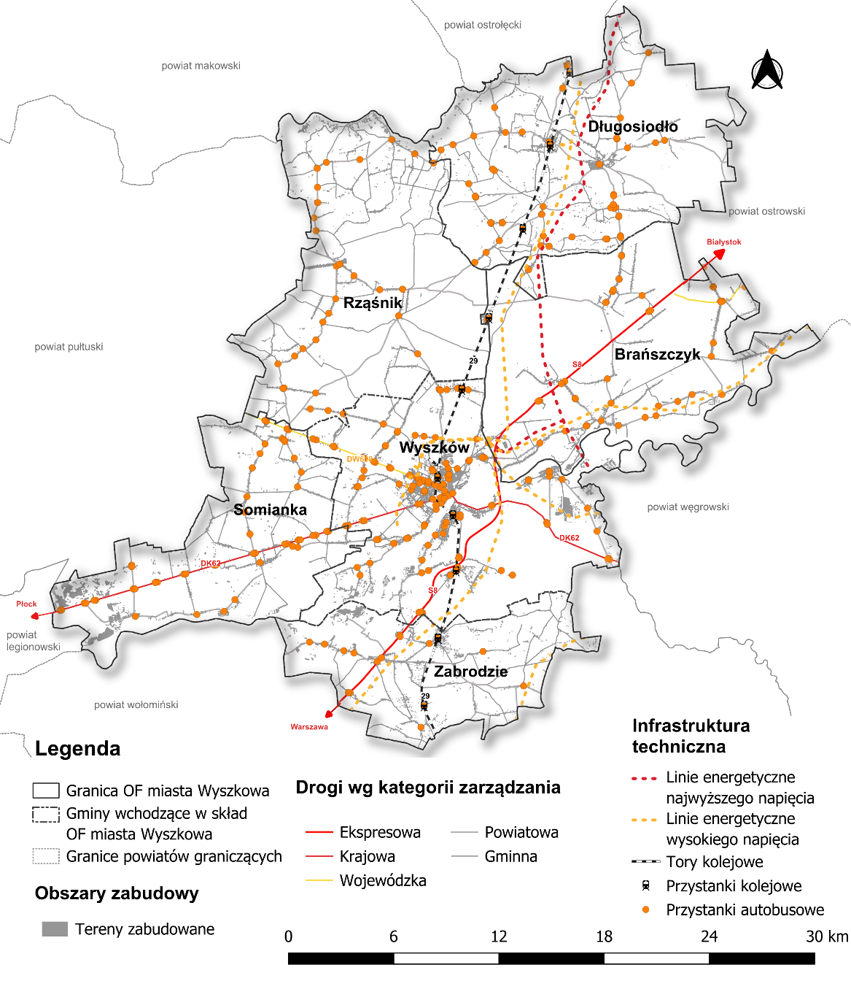 powiat ostrołęcki
powiat makowski
Długosiodło
powiat ostrowski
Białystok
Rząśnik
powiat pułtuski
Brańszczyk
29
S8
Wyszków
powiat węgrowski
Somianka
DK62
DK62
S8
Płock
powiat
legionowski
Zabrodzie
29
powiat wołomiński
Warszawa
Legenda
Granica OF miasta Wyszkowa
Gminy wchodzące w skład
OF miasta Wyszkowa
Granice powiatów graniczących
Obszary zabudowy
Tereny zabudowane
Drogi wg kategorii zarządzania
Ekspresowa
Krajowa
Wojewódzka
Powiatowa
Gminna
Infrastruktura
techniczna
Linie energetyczne
najwyższego napięcia
Linie energetyczne
wysokiego napięcia
Tory kolejowe
Przystanki kolejowe
Przystanki autobusowe
0 6 12 18 24 30 km